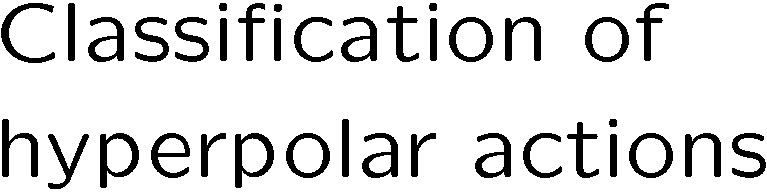 Classification of
hyperpolar actions